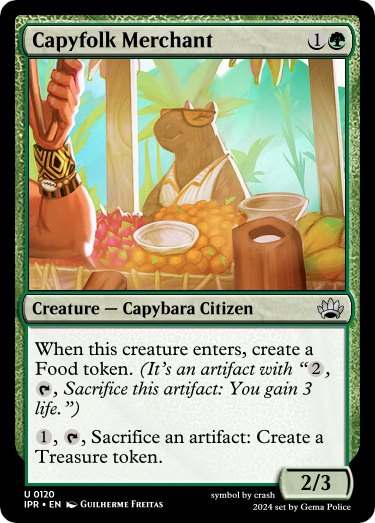 Capyfolk Merchant 1
Creature — Capybara Citizen
When this creature enters, create a
Food token. (It's an artifact with “2,
, Sacrifice this artifact: You gain 3
life.”)
1, , Sacrifice an artifact: Create a
Treasure token.
2/3
U 0120
IPR • EN Guilherme Freitas
symbol by crash
2024 set by Gema Police